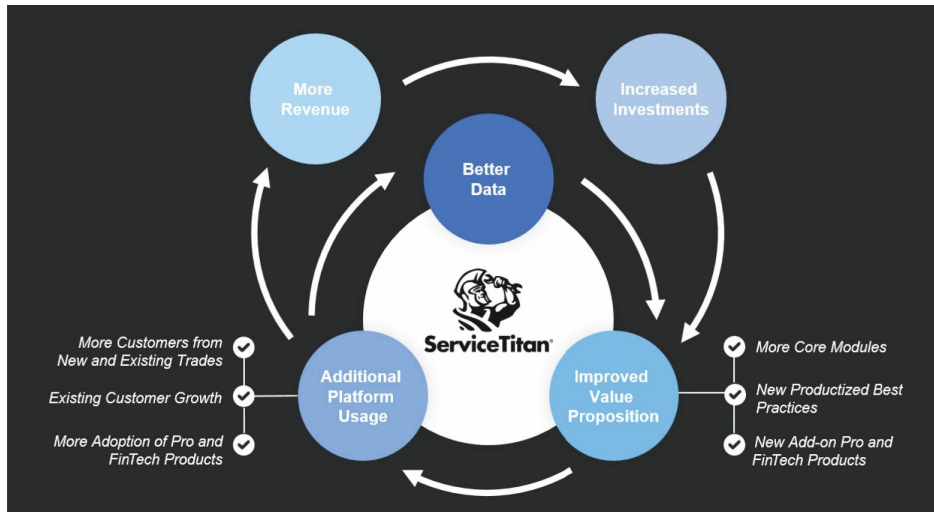 More
Revenue
Increased
Investments
Better
Data
ServiceTitan®
More Customers from
New and Existing Trades
Existing Customer Growth
More Adoption of Pro and
FinTech Products
Additional
Platform
Usage
Improved
Value
Proposition
More Core Modules
New Productized Best
Practices
New Add-on Pro and
FinTech Products